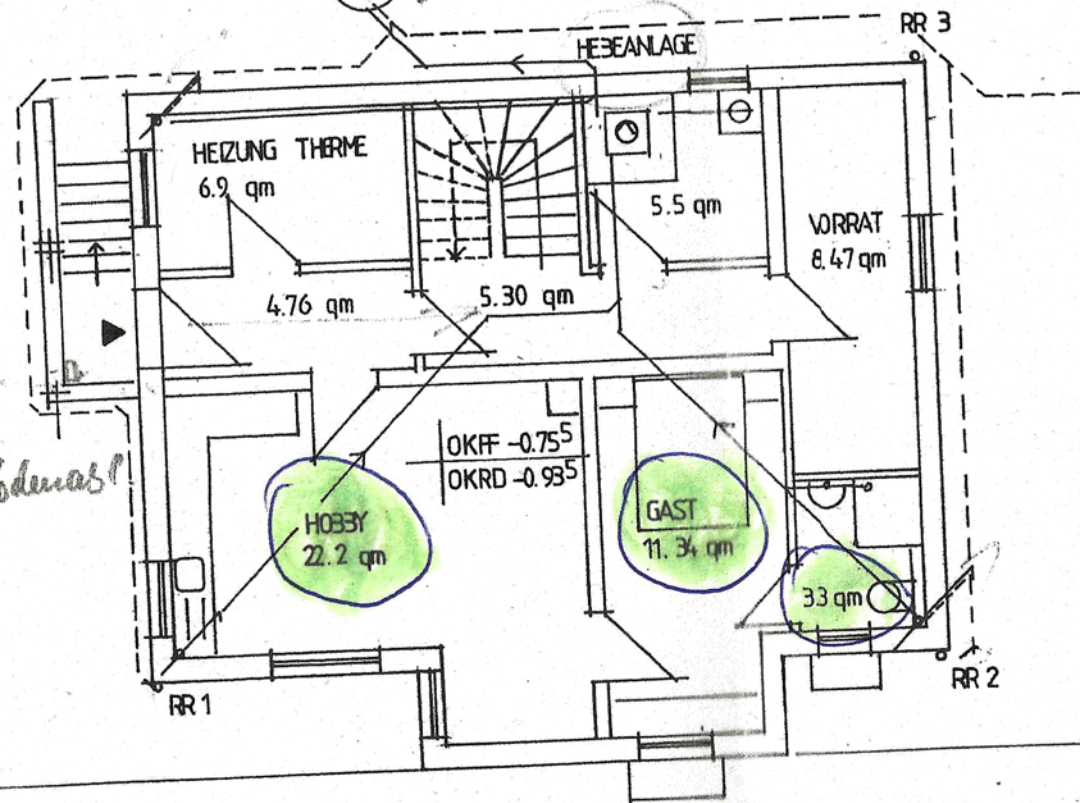 RR 3
HEBEANLAGE
HEIZUNG THERME
6.9 qm
5.5 qm
VORRAT
8.47 qm
4.76 qm
5.30 qm
OKFF -0.75⁵
OKRD -0.93⁵
HOBBY
22.2 qm
GAST
11.34 qm
3.3 qm
RR 1
RR 2